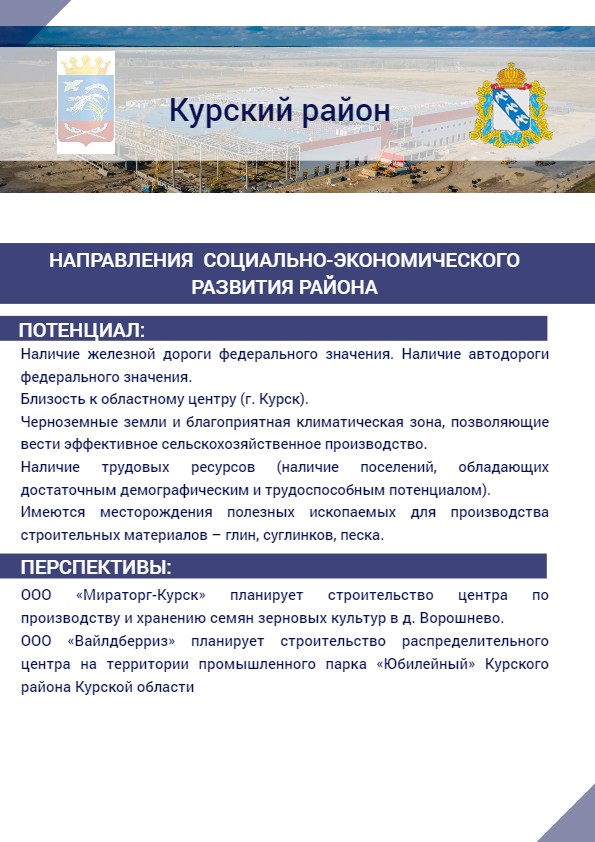 Курский район
НАПРАВЛЕНИЯ СОЦИАЛЬНО-ЭКОНОМИЧЕСКОГО
РАЗВИТИЯ РАЙОНА
ПОТЕНЦИАЛ:
Наличие железной дороги федерального значения. Наличие автодороги
федерального значения.
Близость к областному центру (г. Курск).
Черноземные земли и благоприятная климатическая зона, позволяющие
вести эффективное сельскохозяйственное производство.
Наличие трудовых ресурсов (наличие поселений, обладающих
достаточным демографическим и трудоспособным потенциалом).
Имеются месторождения полезных ископаемых для производства
строительных материалов – глин, суглинков, песка.
ПЕРСПЕКТИВЫ:
ООО «Мираторг-Курск» планирует строительство центра по
производству и хранению семян зерновых культур в д. Ворошнево.
ООО «Вайлдберриз» планирует строительство распределительного
центра на территории промышленного парка «Юбилейный» Курского
района Курской области